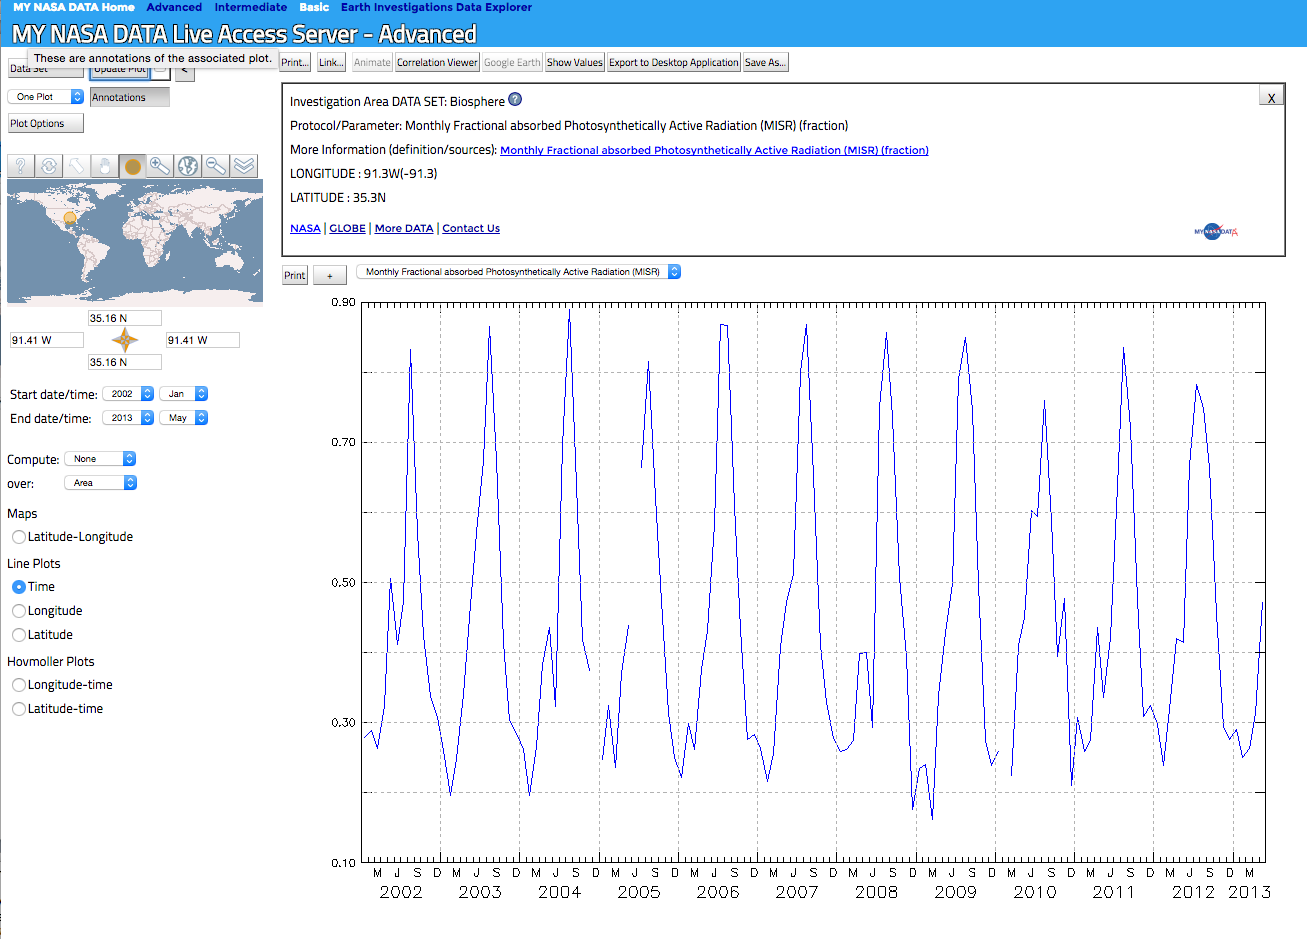 MY NASA DATA Home Advanced Intermediate Basic Earth Investigations Data Explorer
MY NASA DATA Live Access Server - Advanced
These are annotations of the associated plot.
Data Set Update Plot <
Print... Link... Animate Correlation Viewer Google Earth Show Values Export to Desktop Application Save As...
One Plot Annotations
Plot Options
Investigation Area DATA SET: Biosphere ?
X
Protocol/Parameter: Monthly Fractional absorbed Photosynthetically Active Radiation (MISR) (fraction)
More Information (definition/sources): Monthly Fractional absorbed Photosynthetically Active Radiation (MISR) (fraction)
LONGITUDE : 91.3W(-91.3)
LATITUDE : 35.3N
NASA | GLOBE | More DATA | Contact Us
MY NASA DATA
?
35.16 N
91.41 W 91.41 W
35.16 N
Start date/time: 2002 Jan
End date/time: 2013 May
Compute: None
over: Area
Maps
Latitude-Longitude
Line Plots
Time
Longitude
Latitude
Hovmoller Plots
Longitude-time
Latitude-time
Print + Monthly Fractional absorbed Photosynthetically Active Radiation (MISR)
0.90
0.70
0.50
0.30
0.10
M J S D M J S D M J S D M J S D M J S D M J S D M J S D M J S D M J S D M J S D M J S D M
2002 2003 2004 2005 2006 2007 2008 2009 2010 2011 2012 2013